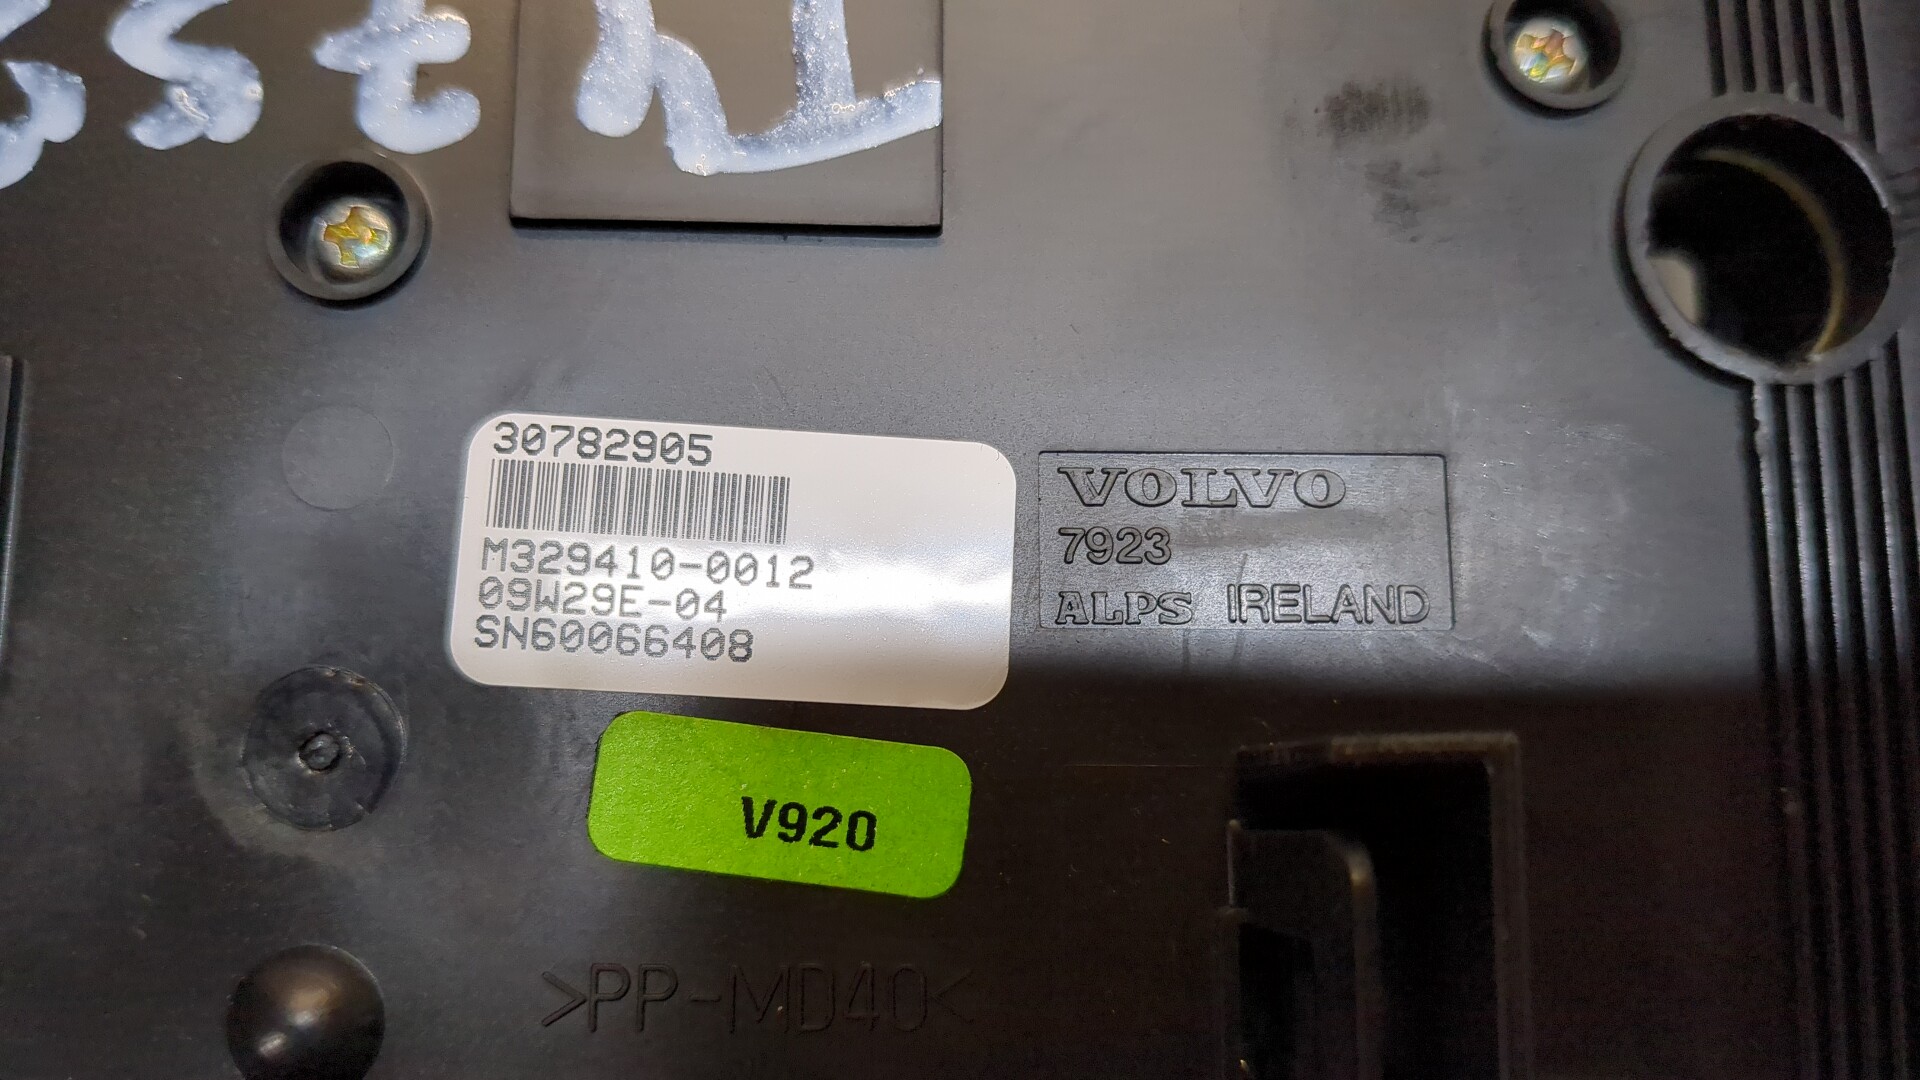 30782905
M329410-0012
09W29E-04
SN60066408
VOLVO
7923
ALPS IRELAND
V920
>PP-MD40<